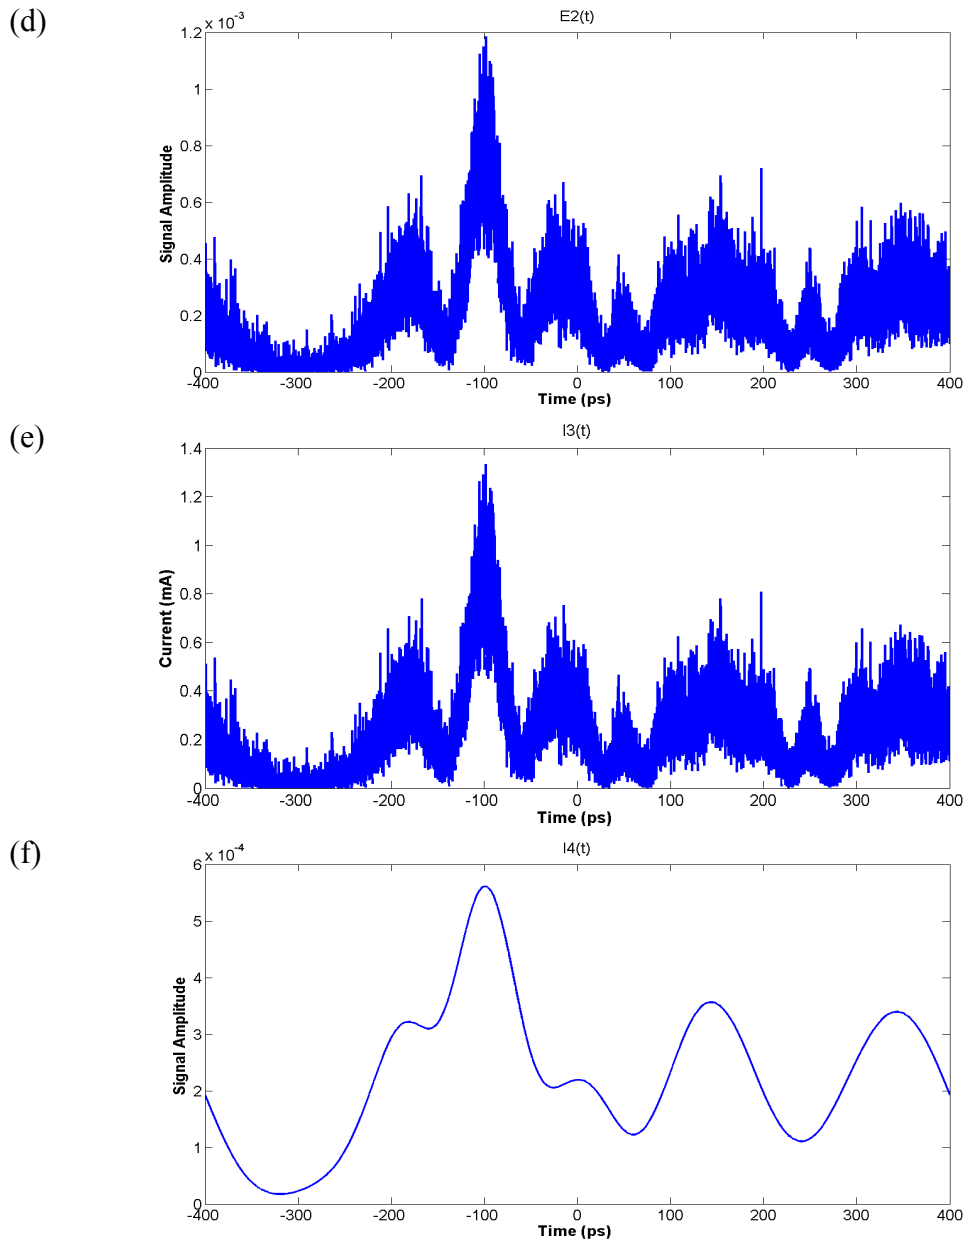 (d)
E2(t)
× 10⁻³
1.2
1
0.8
0.6
0.4
0.2
0
Signal Amplitude
-400 -300 -200 -100 0 100 200 300 400
Time (ps)
(e)
I3(t)
1.4
1.2
1
0.8
0.6
0.4
0.2
0
Current (mA)
-400 -300 -200 -100 0 100 200 300 400
Time (ps)
(f)
I4(t)
× 10⁻⁴
6
5
4
3
2
1
0
Signal Amplitude
-400 -300 -200 -100 0 100 200 300 400
Time (ps)